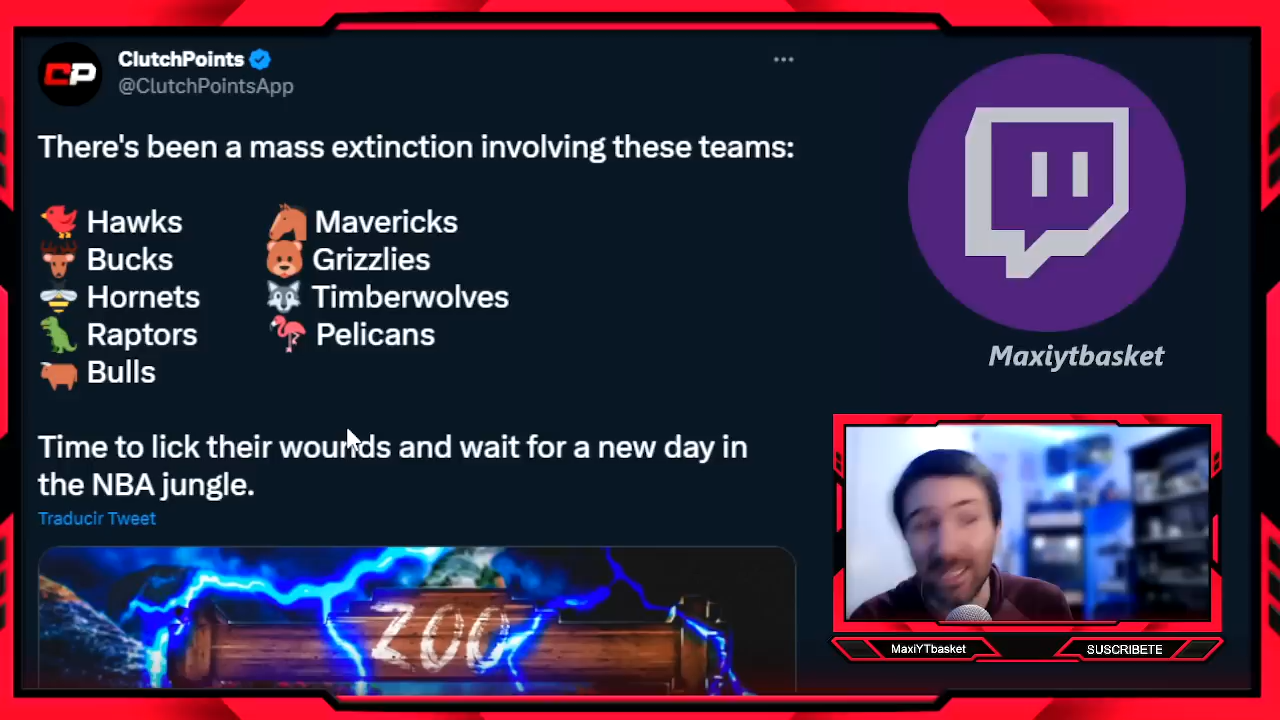 CP ClutchPoints
@ClutchPointsApp
There's been a mass extinction involving these teams:
Hawks
Bucks
Hornets
Raptors
Bulls
Mavericks
Grizzlies
Timberwolves
Pelicans
Time to lick their wounds and wait for a new day in
the NBA jungle.
Traducir Tweet
ZOO
Maxiytbasket
MaxiYTbasket
SUSCRIBETE